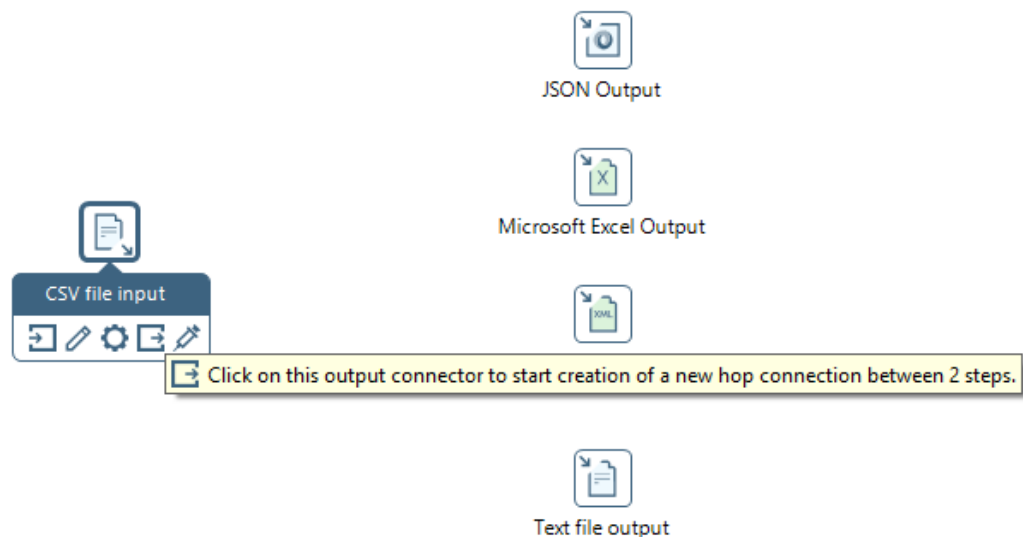 JSON Output
X
Microsoft Excel Output
CSV file input
XML
Click on this output connector to start creation of a new hop connection between 2 steps.
Text file output